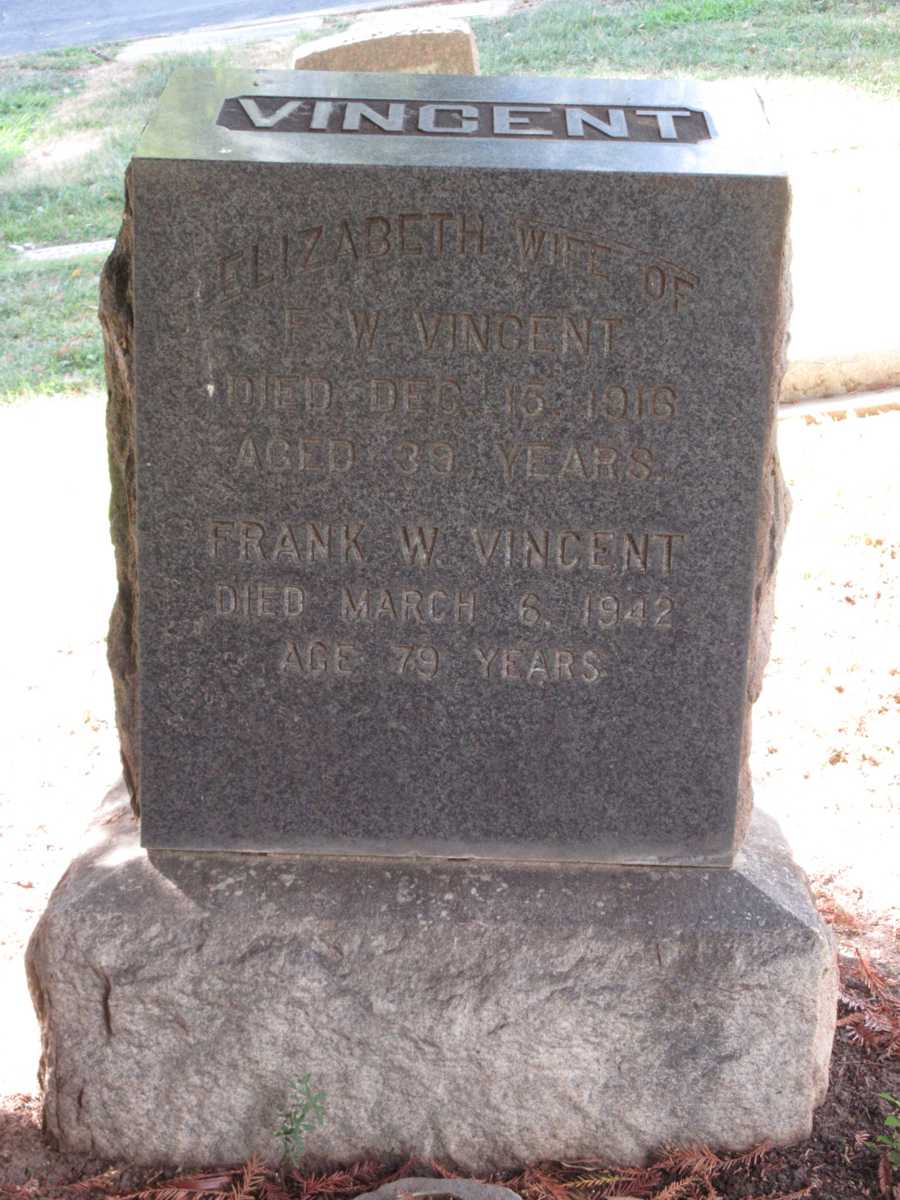 VINCENT
ELIZABETH WIFE OF
F. W. VINCENT
DIED DEC. 15, 1916
AGED 39 YEARS.
FRANK W. VINCENT
DIED MARCH 6, 1942
AGE 79 YEARS